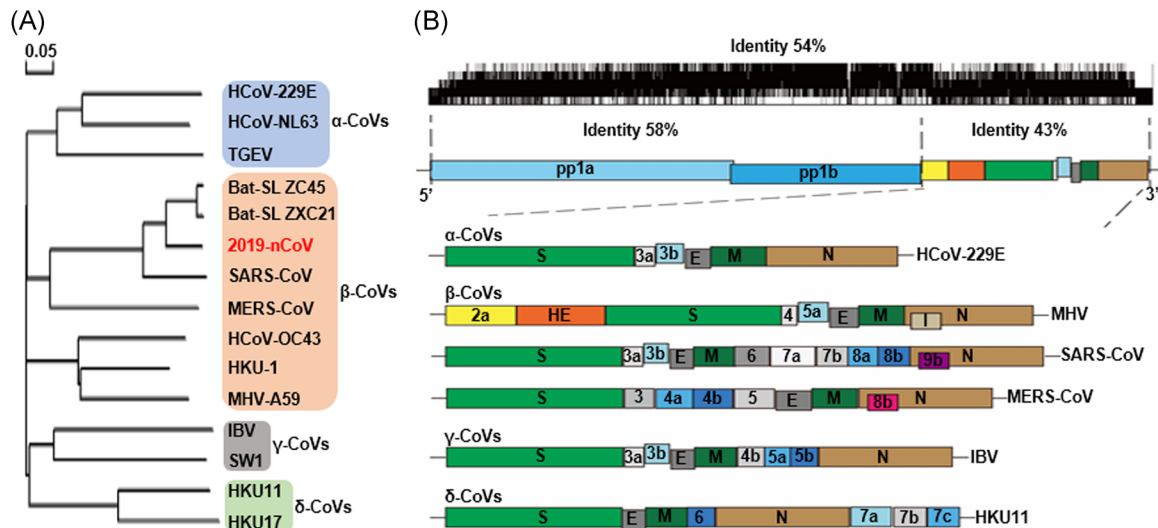 (A)
0.05
HCoV-229E
HCoV-NL63
α-CoVs
TGEV
Bat-SL ZC45
Bat-SL ZXC21
2019-nCoV
SARS-CoV
β-CoVs
MERS-CoV
HCoV-OC43
HKU-1
MHV-A59
IBV
γ-CoVs
SW1
HKU11
δ-CoVs
HKU17
(B)
Identity 54%
Identity 58% Identity 43%
pp1a pp1b
5' 3'
α-CoVs
S 3a 3b E M N HCoV-229E
β-CoVs
2a HE S 4 5a E M I N MHV
S 3a 3b E M 6 7a 7b 8a 8b 9b N SARS-CoV
S 3 4a 4b 5 E M 8b N MERS-CoV
γ-CoVs
S 3a 3b E M 4b 5a 5b N IBV
δ-CoVs
S E M 6 N 7a 7b 7c HKU11